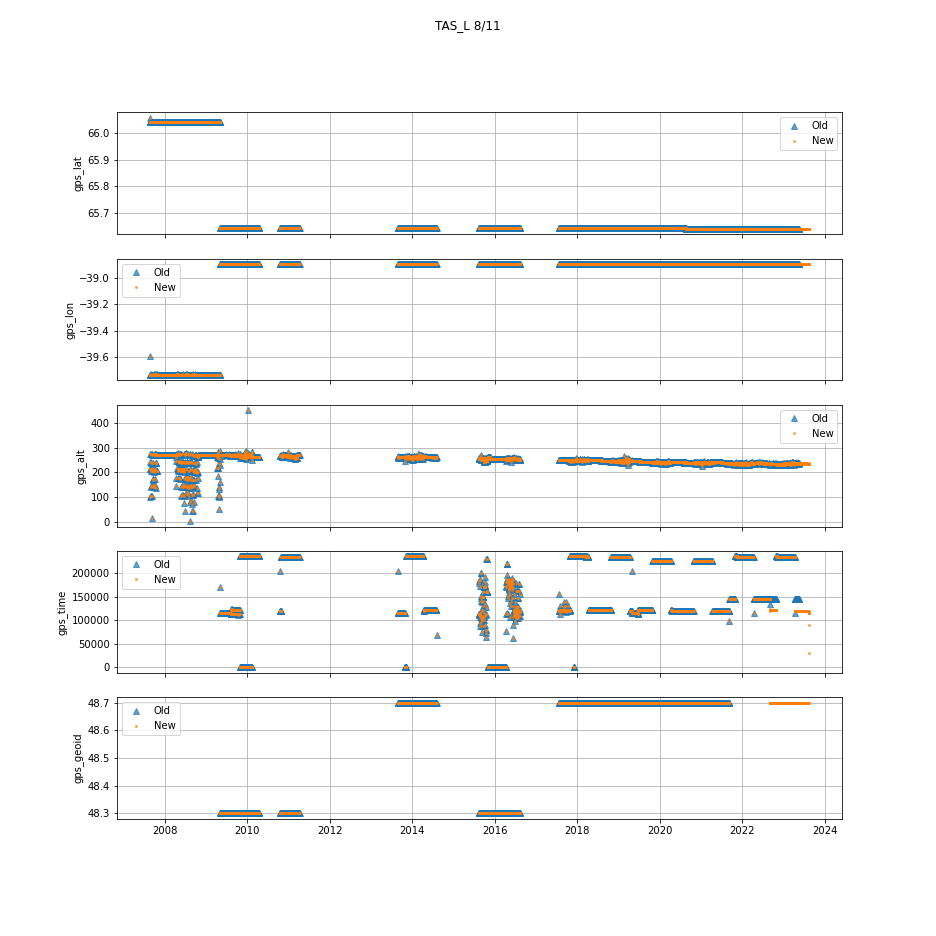 TAS_L 8/11
66.0
65.9
65.8
65.7
gps_lat
Old
New
−39.0
−39.2
−39.4
−39.6
gps_lon
Old
New
400
300
200
100
0
gps_alt
Old
New
200000
150000
100000
50000
0
gps_time
Old
New
48.7
48.6
48.5
48.4
48.3
gps_geoid
Old
New
2008 2010 2012 2014 2016 2018 2020 2022 2024